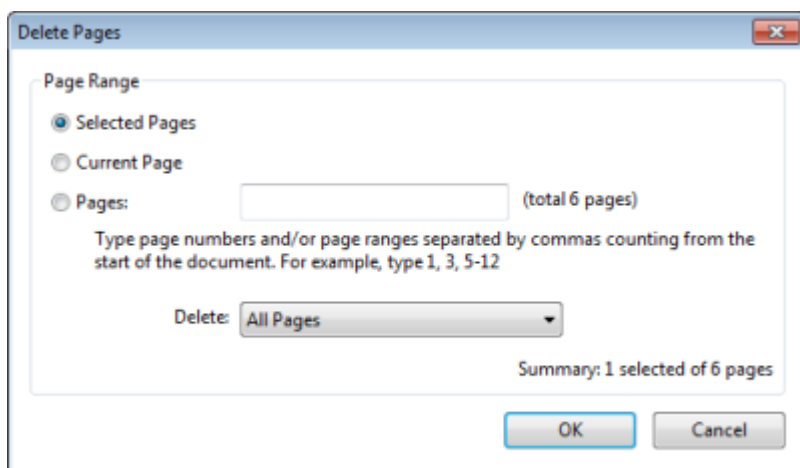 Delete Pages
Page Range
Selected Pages
Current Page
Pages:
(total 6 pages)
Type page numbers and/or page ranges separated by commas counting from the
start of the document. For example, type 1, 3, 5-12
Delete: All Pages
Summary: 1 selected of 6 pages
OK Cancel